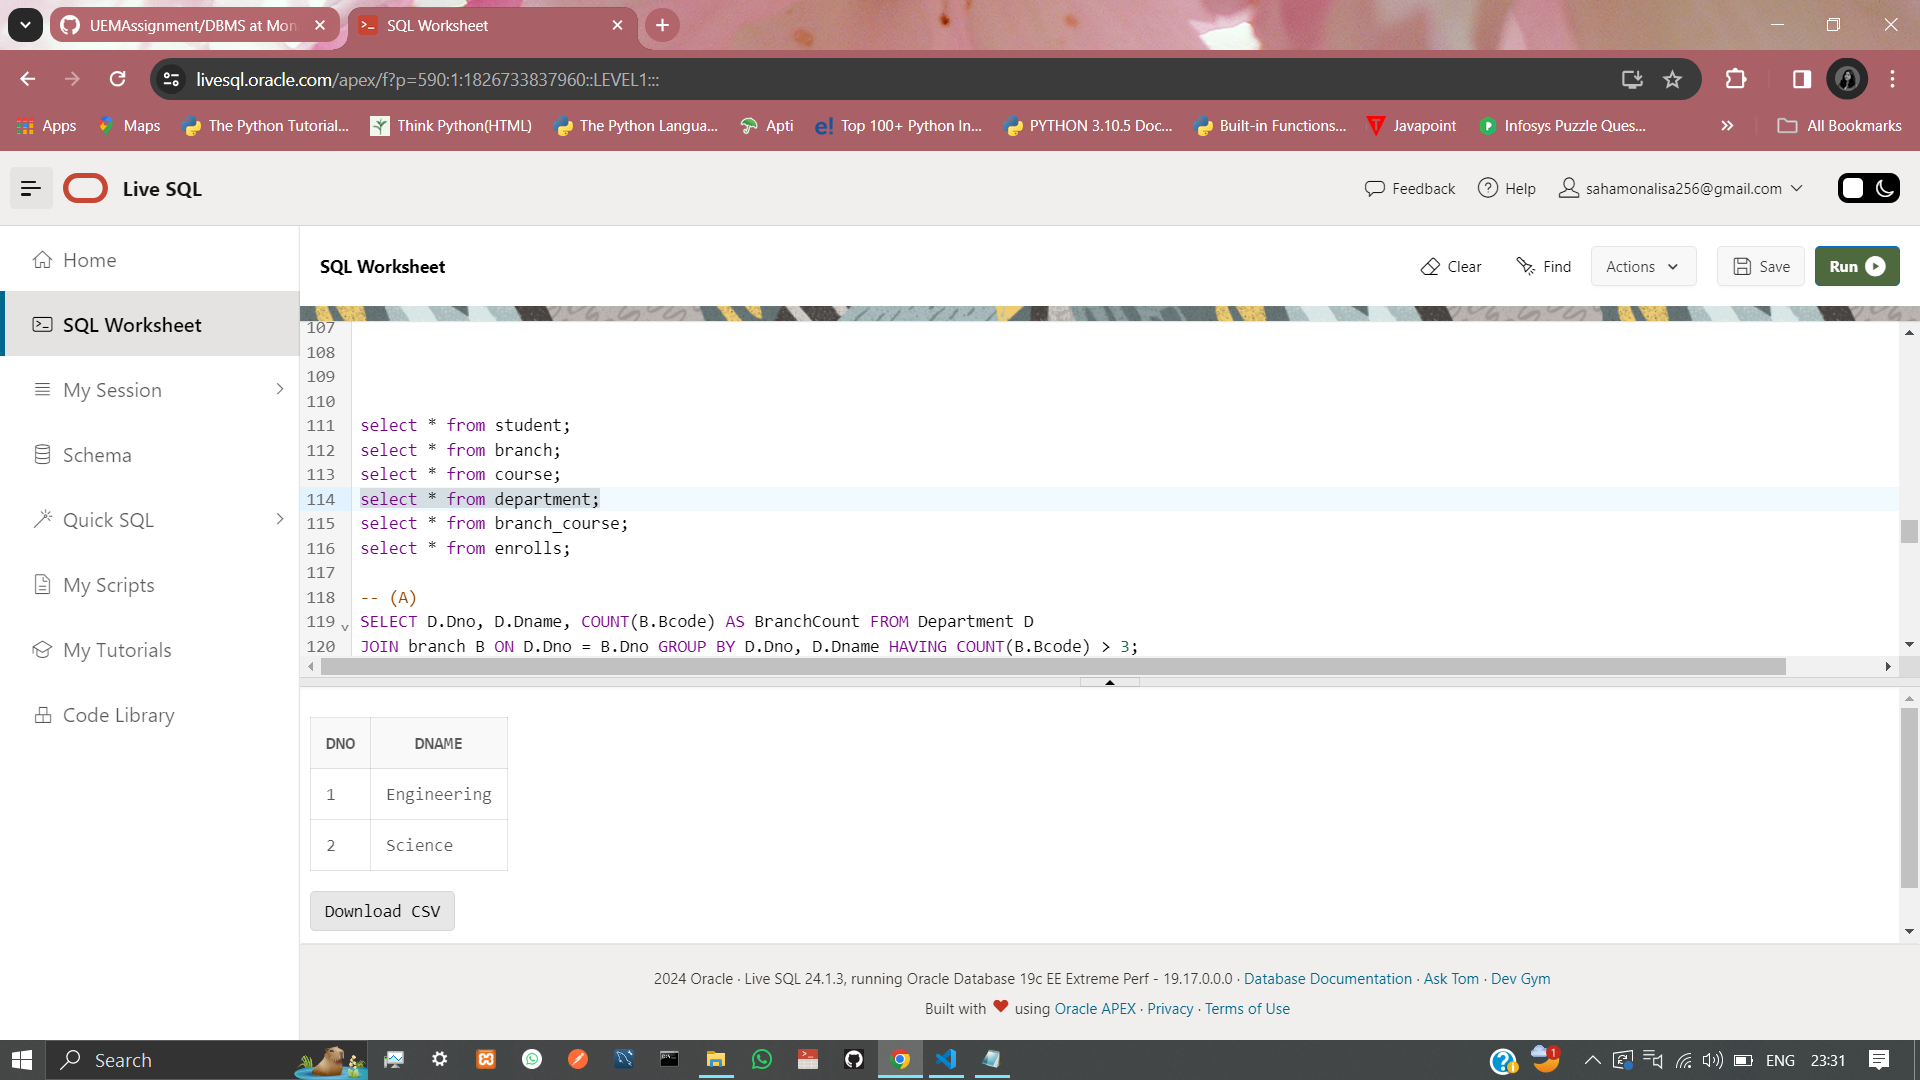 UEMAssignment/DBMS at Mon
SQL Worksheet
livesql.oracle.com/apex/f?p=590:1:1826733837960::LEVEL1:::
Apps
Maps
The Python Tutorial...
Think Python(HTML)
The Python Langua...
Apti
e! Top 100+ Python In...
PYTHON 3.10.5 Doc...
Built-in Functions...
Javapoint
Infosys Puzzle Ques...
All Bookmarks
Live SQL
Feedback
Help
sahamonalisa256@gmail.com
Home
SQL Worksheet
My Session
Schema
Quick SQL
My Scripts
My Tutorials
Code Library
SQL Worksheet
Clear
Find
Actions
Save
Run
107
108
109
110
111 select * from student;
112 select * from branch;
113 select * from course;
114 select * from department;
115 select * from branch_course;
116 select * from enrolls;
117
118 -- (A)
119 SELECT D.Dno, D.Dname, COUNT(B.Bcode) AS BranchCount FROM Department D
120 JOIN branch B ON D.Dno = B.Dno GROUP BY D.Dno, D.Dname HAVING COUNT(B.Bcode) > 3;
DNO DNAME
1 Engineering
2 Science
Download CSV
2024 Oracle · Live SQL 24.1.3, running Oracle Database 19c EE Extreme Perf - 19.17.0.0.0 · Database Documentation · Ask Tom · Dev Gym
Built with ❤ using Oracle APEX · Privacy · Terms of Use
Search
1
ENG
23:31